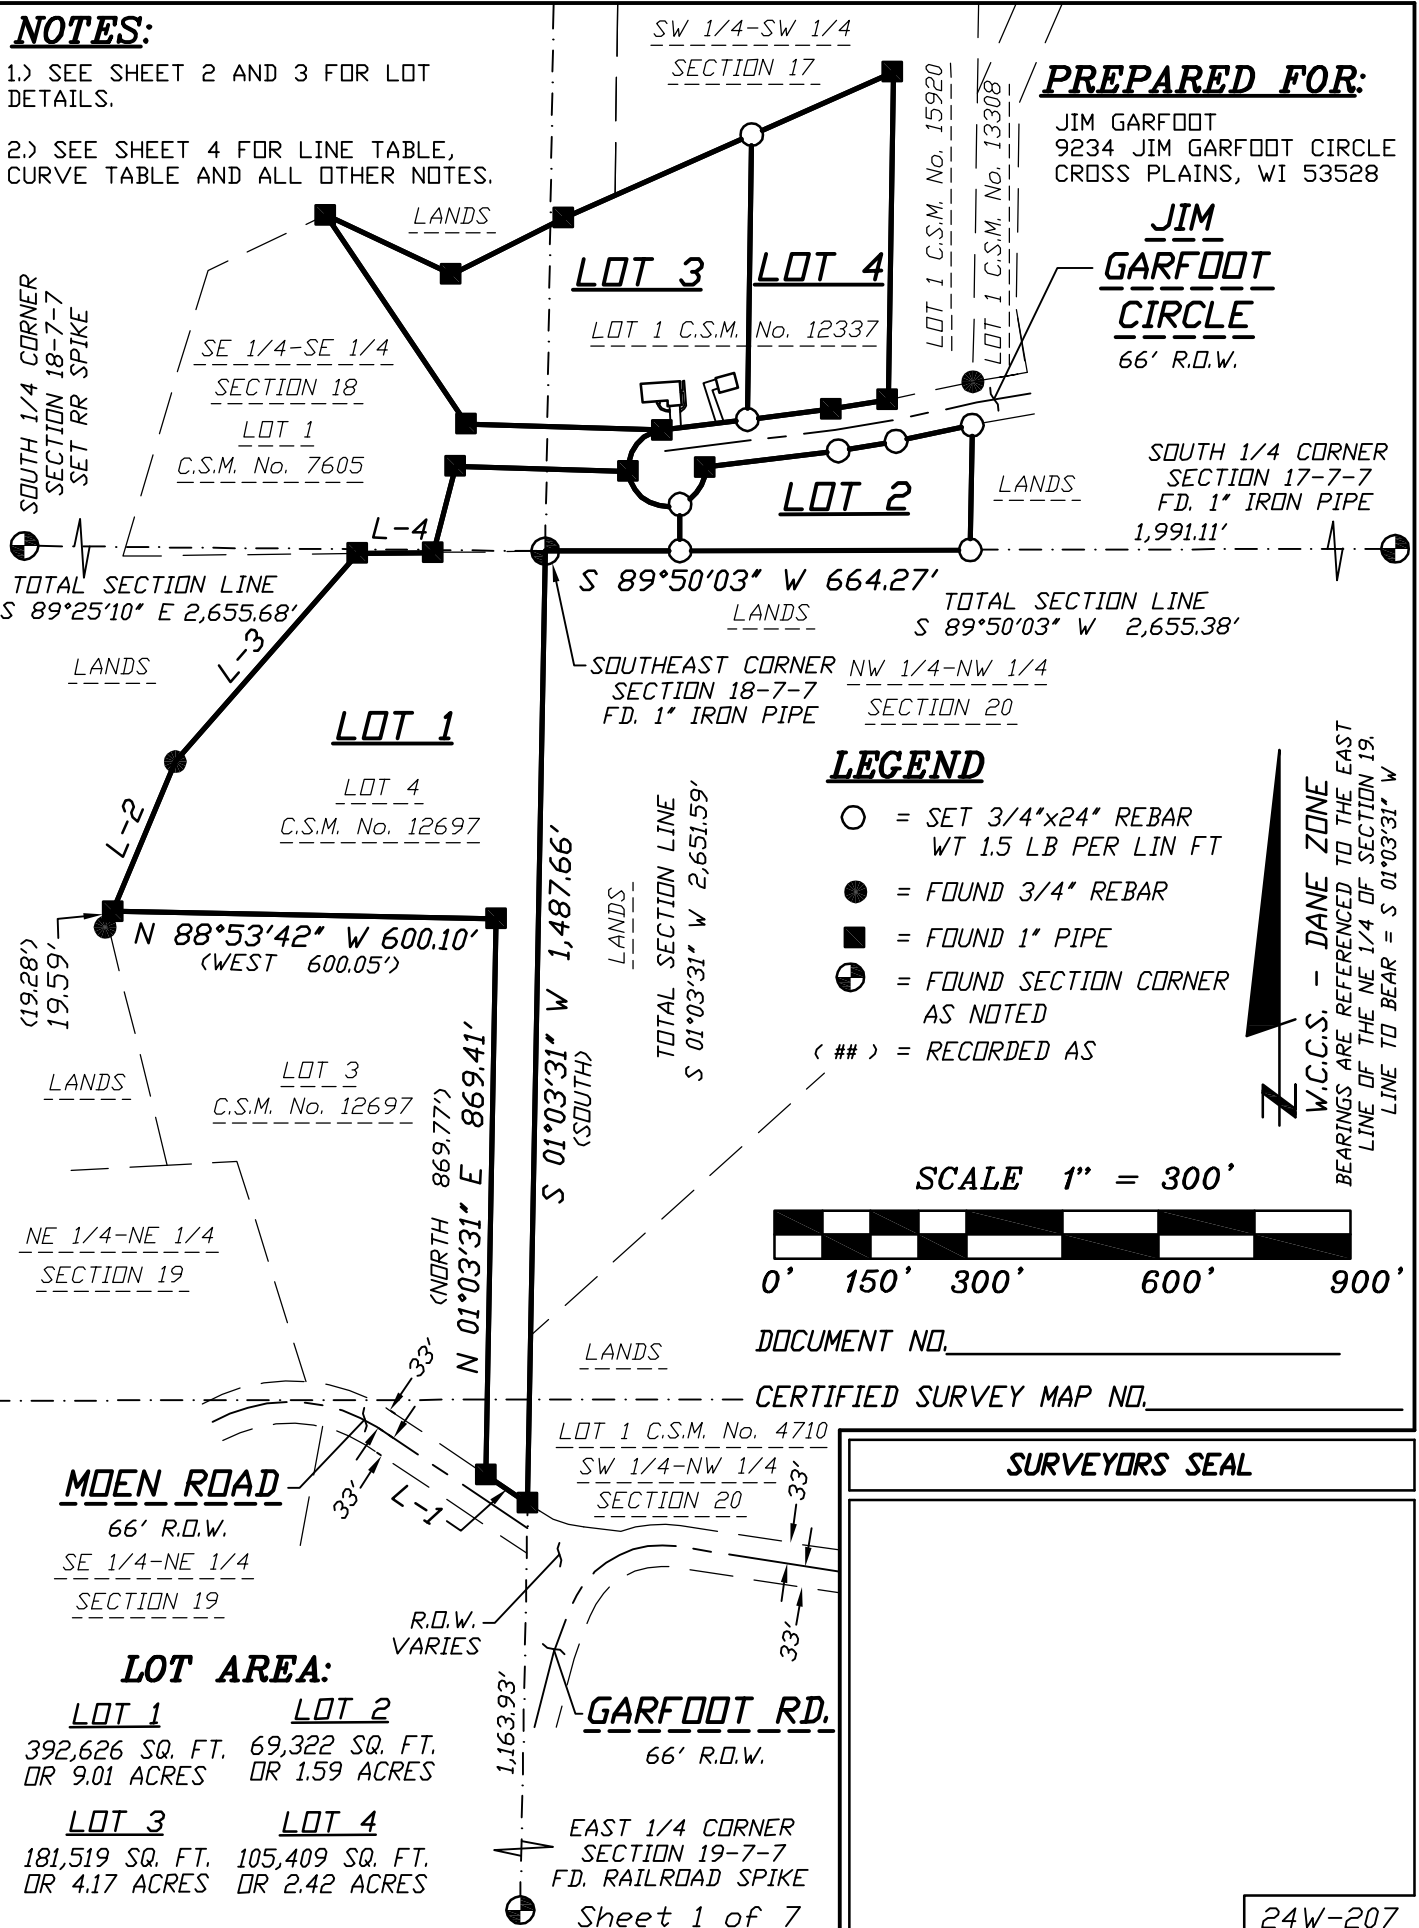 NOTES:
1.) SEE SHEET 2 AND 3 FOR LOT
DETAILS.
2.) SEE SHEET 4 FOR LINE TABLE,
CURVE TABLE AND ALL OTHER NOTES.
SW 1/4-SW 1/4
SECTION 17
LOT 1 C.S.M. No. 15920
LOT 1 C.S.M. No. 13308
PREPARED FOR:
JIM GARFOOT
9234 JIM GARFOOT CIRCLE
CROSS PLAINS, WI 53528
JIM
GARFOOT
CIRCLE
66' R.O.W.
LANDS
LOT 3
LOT 4
LOT 1 C.S.M. No. 12337
SOUTH 1/4 CORNER
SECTION 18-7-7
SET RR SPIKE
SE 1/4-SE 1/4
SECTION 18
LOT 1
C.S.M. No. 7605
LOT 2
LANDS
SOUTH 1/4 CORNER
SECTION 17-7-7
FD. 1" IRON PIPE
1,991.11'
L-4
TOTAL SECTION LINE
S 89°25'10" E 2,655.68'
S 89°50'03" W 664.27'
LANDS
TOTAL SECTION LINE
S 89°50'03" W 2,655.38'
LANDS
L-3
SOUTHEAST CORNER
SECTION 18-7-7
FD. 1" IRON PIPE
NW 1/4-NW 1/4
SECTION 20
LOT 1
LOT 4
C.S.M. No. 12697
L-2
LEGEND
= SET 3/4"x24" REBAR
WT 1.5 LB PER LIN FT
= FOUND 3/4" REBAR
= FOUND 1" PIPE
= FOUND SECTION CORNER
AS NOTED
( ## ) = RECORDED AS
W.C.C.S. - DANE ZONE
BEARINGS ARE REFERENCED TO THE EAST
LINE OF THE NE 1/4 OF SECTION 19.
LINE TO BEAR = S 01°03'31" W
N
N 88°53'42" W 600.10'
(WEST 600.05')
(19.28')
19.59'
S 01°03'31" W 1,487.66'
(SOUTH)
LANDS
TOTAL SECTION LINE
S 01°03'31" W 2,651.59'
LANDS
LOT 3
C.S.M. No. 12697
(NORTH 869.77')
N 01°03'31" E 869.41'
NE 1/4-NE 1/4
SECTION 19
SCALE 1" = 300'
0' 150' 300' 600' 900'
DOCUMENT NO.
CERTIFIED SURVEY MAP NO.
LANDS
33'
33'
LOT 1 C.S.M. No. 4710
SW 1/4-NW 1/4
SECTION 20
33'
33'
MOEN ROAD
66' R.O.W.
L-1
SE 1/4-NE 1/4
SECTION 19
R.O.W.
VARIES
SURVEYORS SEAL
LOT AREA:
LOT 1
392,626 SQ. FT.
OR 9.01 ACRES
LOT 2
69,322 SQ. FT.
OR 1.59 ACRES
LOT 3
181,519 SQ. FT.
OR 4.17 ACRES
LOT 4
105,409 SQ. FT.
OR 2.42 ACRES
1,163.93'
GARFOOT RD.
66' R.O.W.
EAST 1/4 CORNER
SECTION 19-7-7
FD. RAILROAD SPIKE
Sheet 1 of 7
24W-207